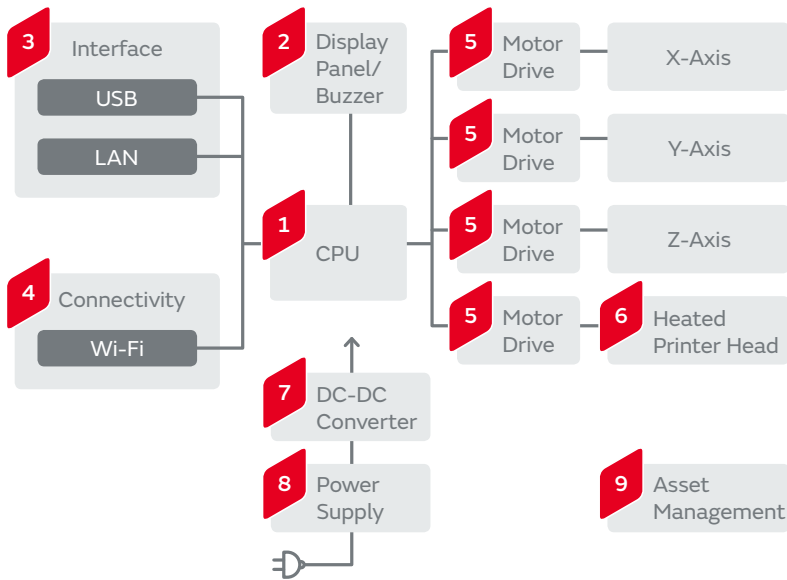 3
Interface
USB
LAN
4
Connectivity
Wi-Fi
2
Display
Panel/
Buzzer
1
CPU
7
DC-DC
Converter
8
Power
Supply
5
Motor
Drive
X-Axis
5
Motor
Drive
Y-Axis
5
Motor
Drive
Z-Axis
5
Motor
Drive
6
Heated
Printer Head
9
Asset
Management